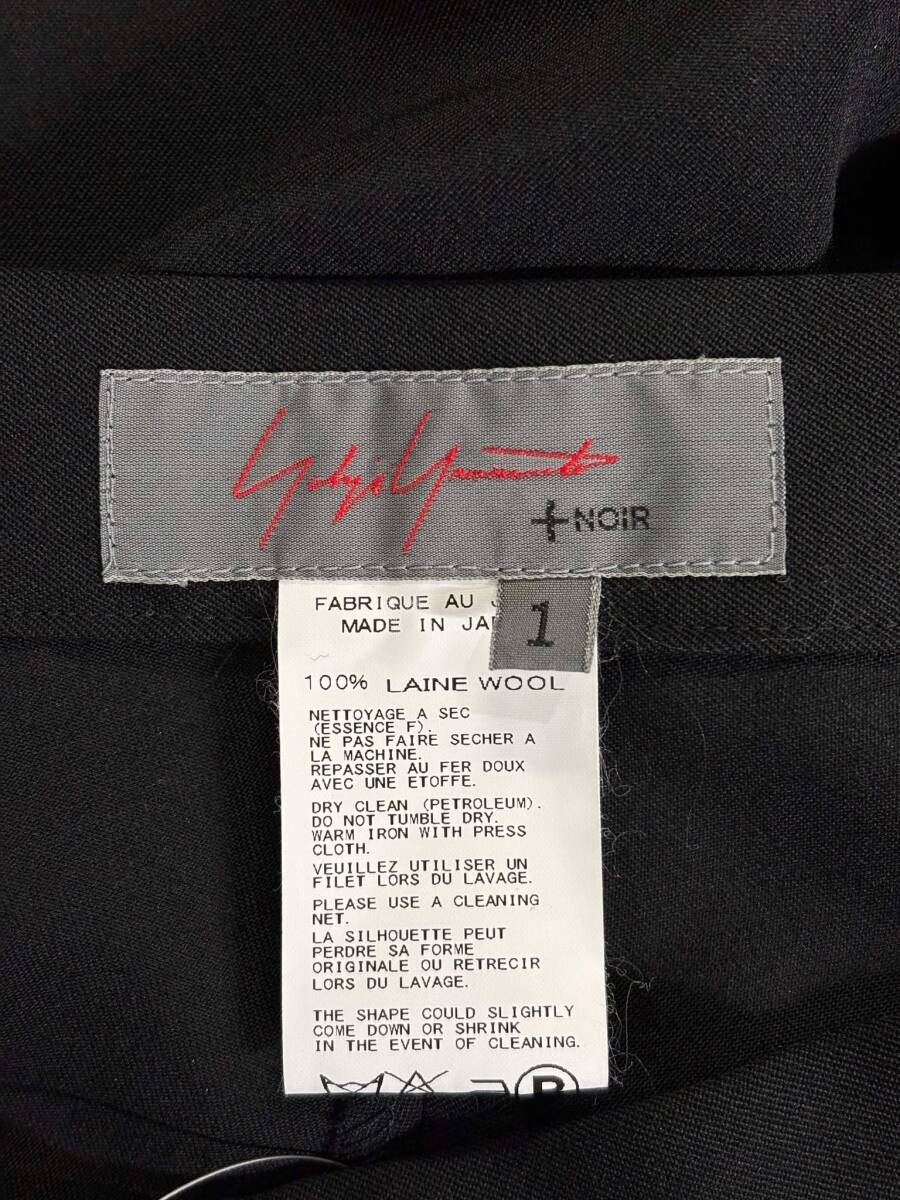 Yohji Yamamoto
+NOIR
1
FABRIQUE AU
MADE IN
100% LAINE WOOL
NETTOYAGE A SEC
(ESSENCE F).
NE PAS FAIRE SECHER A
LA MACHINE.
REPASSER AU FER DOUX
AVEC UNE ETOFFE.
DRY CLEAN (PETROLEUM).
DO NOT TUMBLE DRY.
WARM IRON WITH PRESS
CLOTH.
VEUILLEZ UTILISER UN
FILET LORS DU LAVAGE.
PLEASE USE A CLEANING
NET.
LA SILHOUETTE PEUT
PERDRE SA FORME
ORIGINALE OU RETRECIR
LORS DU LAVAGE.
THE SHAPE COULD SLIGHTLY
COME DOWN OR SHRINK
IN THE EVENT OF CLEANING.